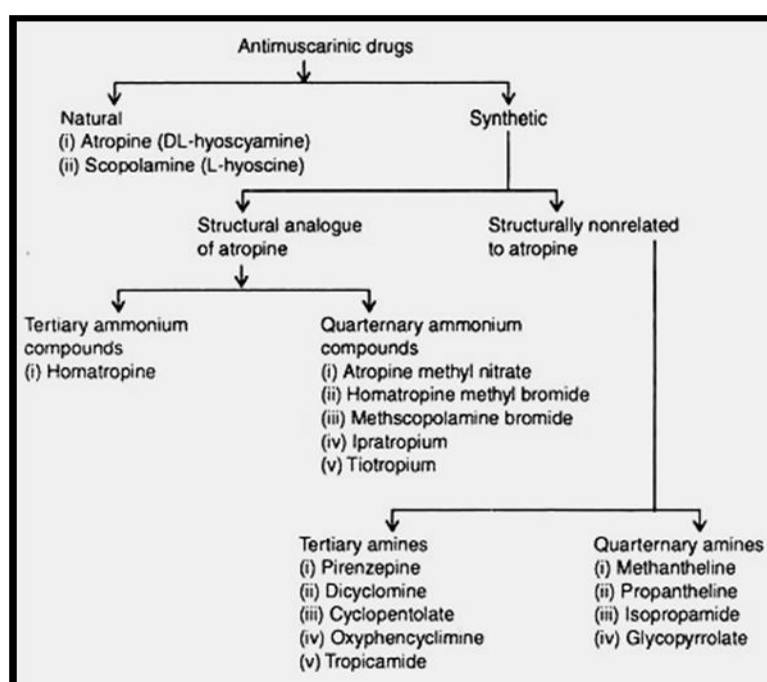 Antimuscarinic drugs
Natural
(i) Atropine (DL-hyoscyamine)
(ii) Scopolamine (L-hyoscine)
Synthetic
Structural analogue
of atropine
Structurally nonrelated
to atropine
Tertiary ammonium
compounds
(i) Homatropine
Quarternary ammonium
compounds
(i) Atropine methyl nitrate
(ii) Homatropine methyl bromide
(iii) Methscopolamine bromide
(iv) Ipratropium
(v) Tiotropium
Tertiary amines
(i) Pirenzepine
(ii) Dicyclomine
(iii) Cyclopentolate
(iv) Oxyphencyclimine
(v) Tropicamide
Quarternary amines
(i) Methantheline
(ii) Propantheline
(iii) Isopropamide
(iv) Glycopyrrolate